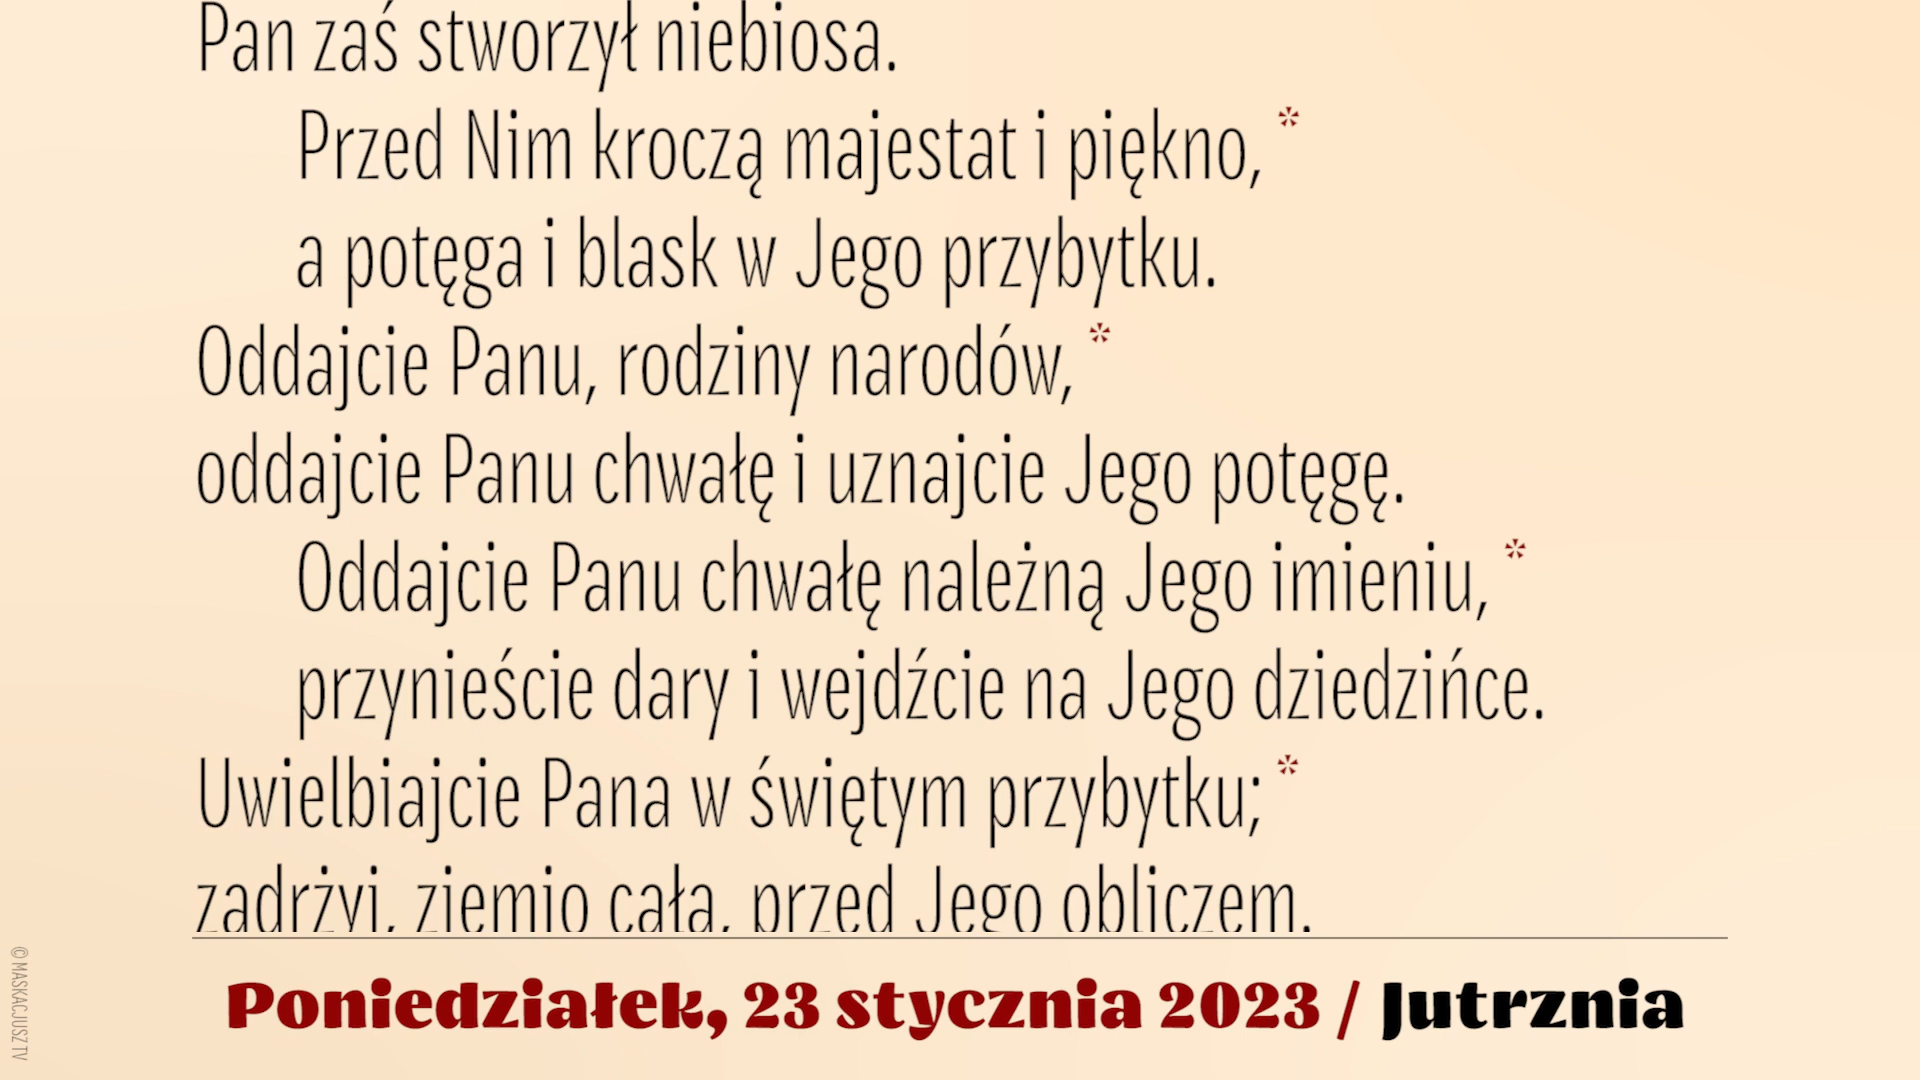 Pan zaś stworzył niebiosa.
Przed Nim kroczą majestat i piękno, *
a potęga i blask w Jego przybytku.
Oddajcie Panu, rodziny narodów, *
oddajcie Panu chwałę i uznajcie Jego potęgę.
Oddajcie Panu chwałę należną Jego imieniu, *
przynieście dary i wejdźcie na Jego dziedzińce.
Uwielbiajcie Pana w świętym przybytku; *
zadrżyj, ziemio cała, przed Jego obliczem.
Poniedziałek, 23 stycznia 2023 / Jutrznia
© MASKACJUSZ TV